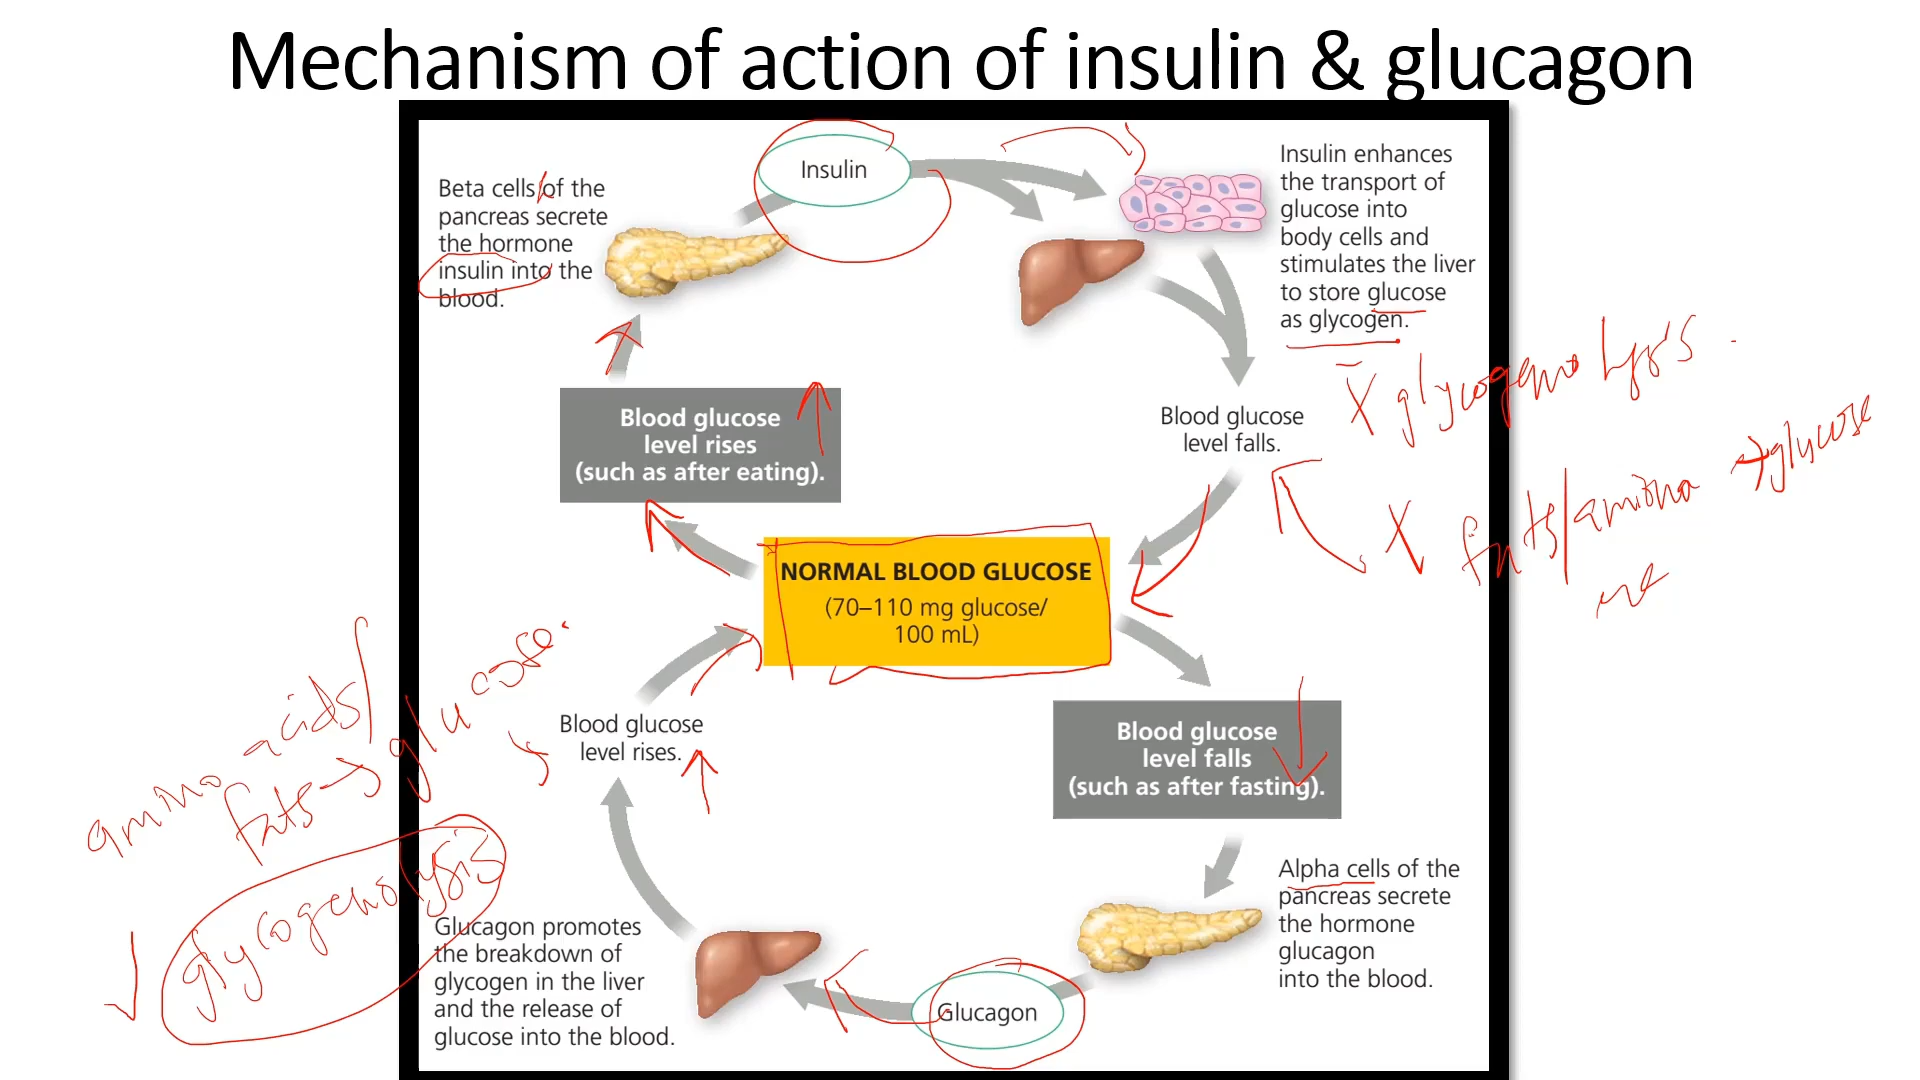 Mechanism of action of insulin & glucagon
Insulin
Beta cells of the
pancreas secrete
the hormone
insulin into the
blood.
Insulin enhances
the transport of
glucose into
body cells and
stimulates the liver
to store glucose
as glycogen.
X glycogenolysis
Blood glucose
level rises
(such as after eating).
Blood glucose
level falls.
X fats/amino → glucose
NORMAL BLOOD GLUCOSE
(70–110 mg glucose/
100 mL)
amino acids/
fats → glucose
Blood glucose
level rises.
Blood glucose
level falls
(such as after fasting).
glycogenolysis
Glucagon promotes
the breakdown of
glycogen in the liver
and the release of
glucose into the blood.
Glucagon
Alpha cells of the
pancreas secrete
the hormone
glucagon
into the blood.